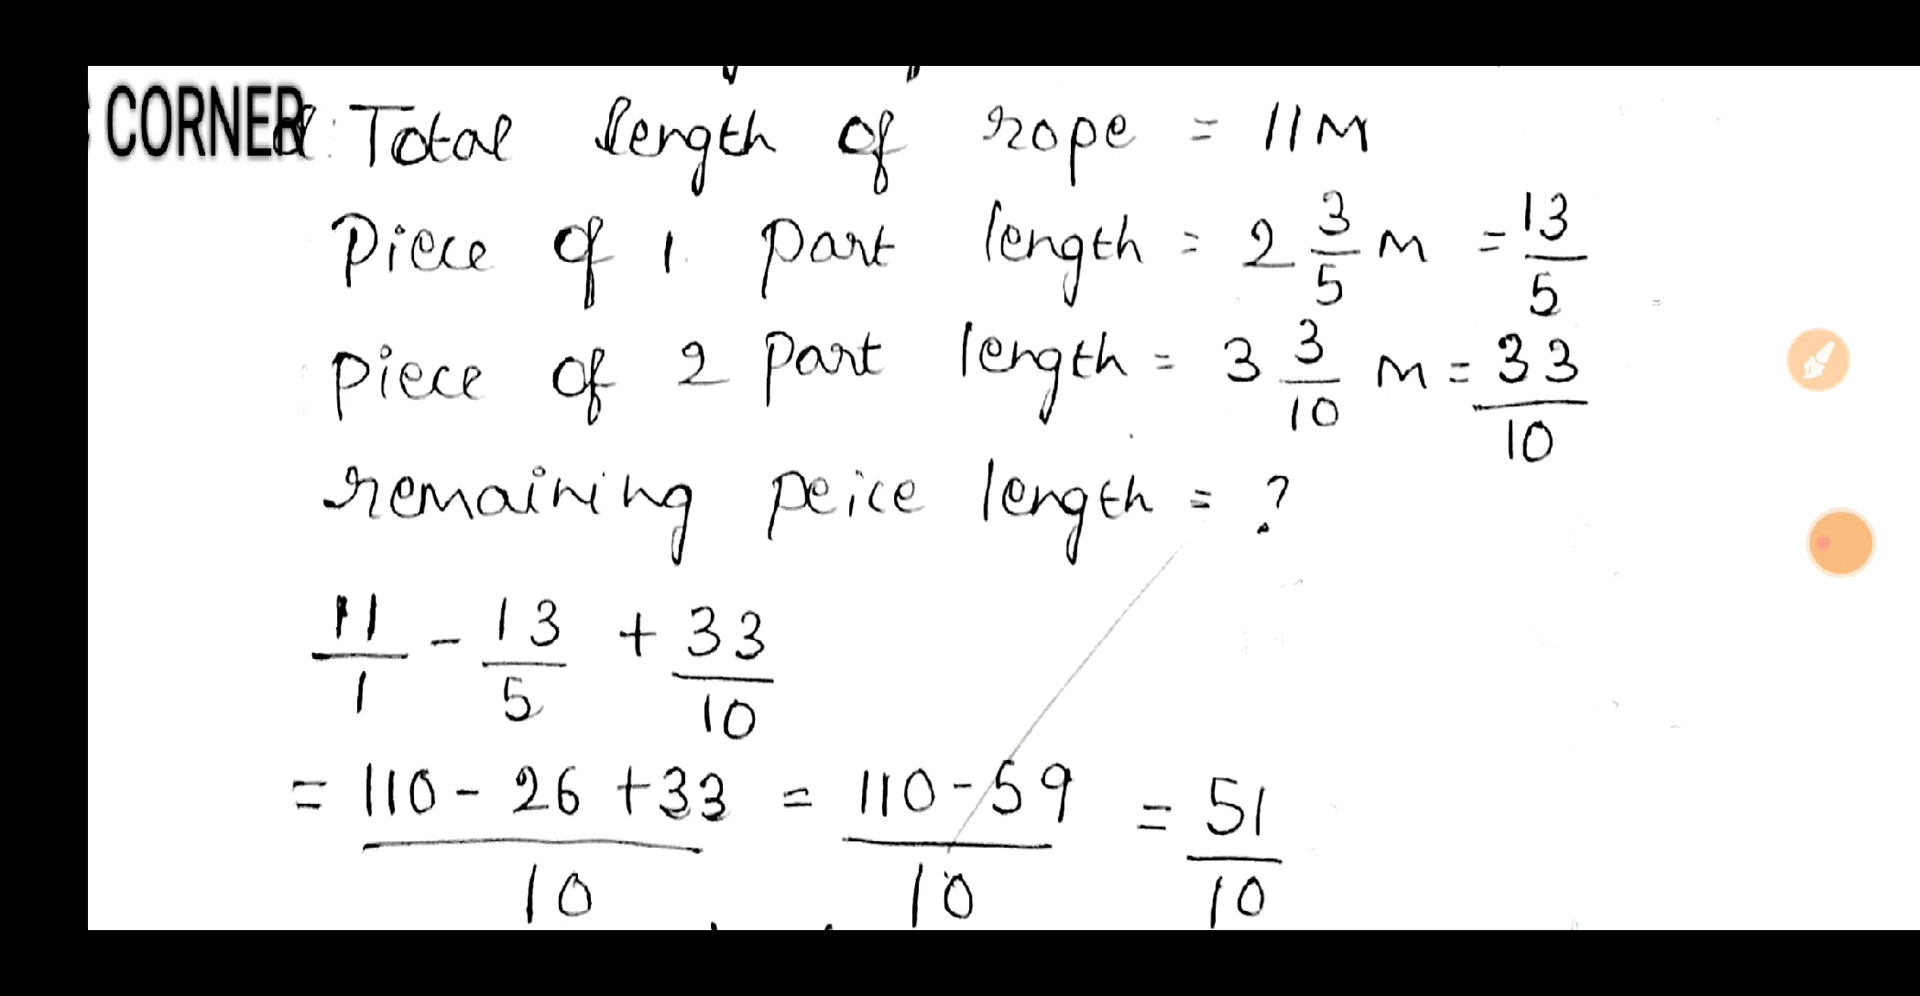 CORNER
Total length of rope = 11M
Piece of 1 part length = 2 3/5 M = 13/5
piece of 2 part length = 3 3/10 M = 33/10
remaining peice length = ?
11/1 - 13/5 + 33/10
= 110 - 26 + 33/10 = 110 - 59/10 = 51/10